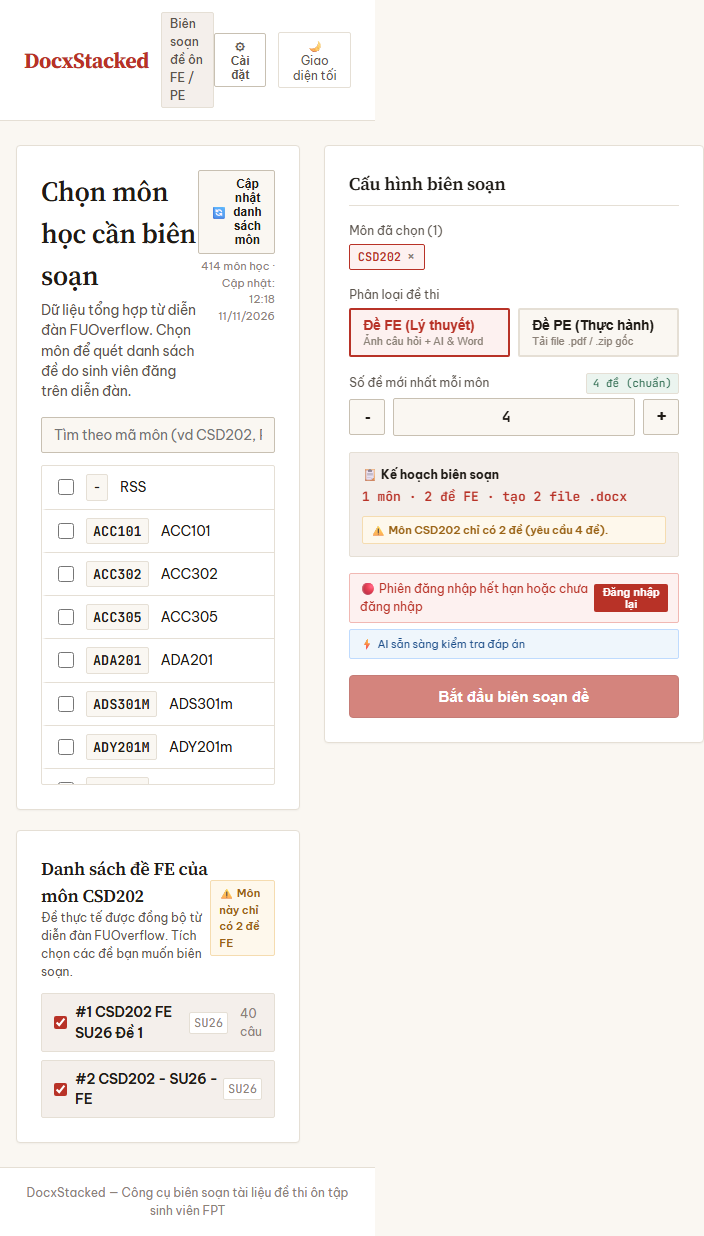 DocxStacked
Biên
soạn
đề ôn
FE /
PE
⚙
Cài
đặt
🌙
Giao
diện tối
Chọn môn
học cần biên
soạn
Dữ liệu tổng hợp từ diễn
đàn FUOverflow. Chọn
môn để quét danh sách
đề do sinh viên đăng
trên diễn đàn.
🔄 Cập
nhật
danh
sách
môn
414 môn học ·
Cập nhật:
12:18
11/11/2026
Tìm theo mã môn (vd CSD202, I
- RSS
ACC101 ACC101
ACC302 ACC302
ACC305 ACC305
ADA201 ADA201
ADS301M ADS301m
ADY201M ADY201m
Danh sách đề FE của
môn CSD202
Đề thực tế được đồng bộ từ
diễn đàn FUOverflow. Tích
chọn các đề bạn muốn biên
soạn.
⚠️ Môn
này chỉ
có 2 đề
FE
#1 CSD202 FE
SU26 Đề 1
SU26
40
câu
#2 CSD202 - SU26 -
FE
SU26
Cấu hình biên soạn
Môn đã chọn (1)
CSD202 ×
Phân loại đề thi
Đề FE (Lý thuyết)
Ảnh câu hỏi + AI & Word
Đề PE (Thực hành)
Tải file .pdf / .zip gốc
Số đề mới nhất mỗi môn
4 đề (chuẩn)
- 4 +
📋 Kế hoạch biên soạn
1 môn · 2 đề FE · tạo 2 file .docx
⚠️ Môn CSD202 chỉ có 2 đề (yêu cầu 4 đề).
🔴 Phiên đăng nhập hết hạn hoặc chưa
đăng nhập
Đăng nhập
lại
⚡ AI sẵn sàng kiểm tra đáp án
Bắt đầu biên soạn đề
DocxStacked — Công cụ biên soạn tài liệu đề thi ôn tập
sinh viên FPT